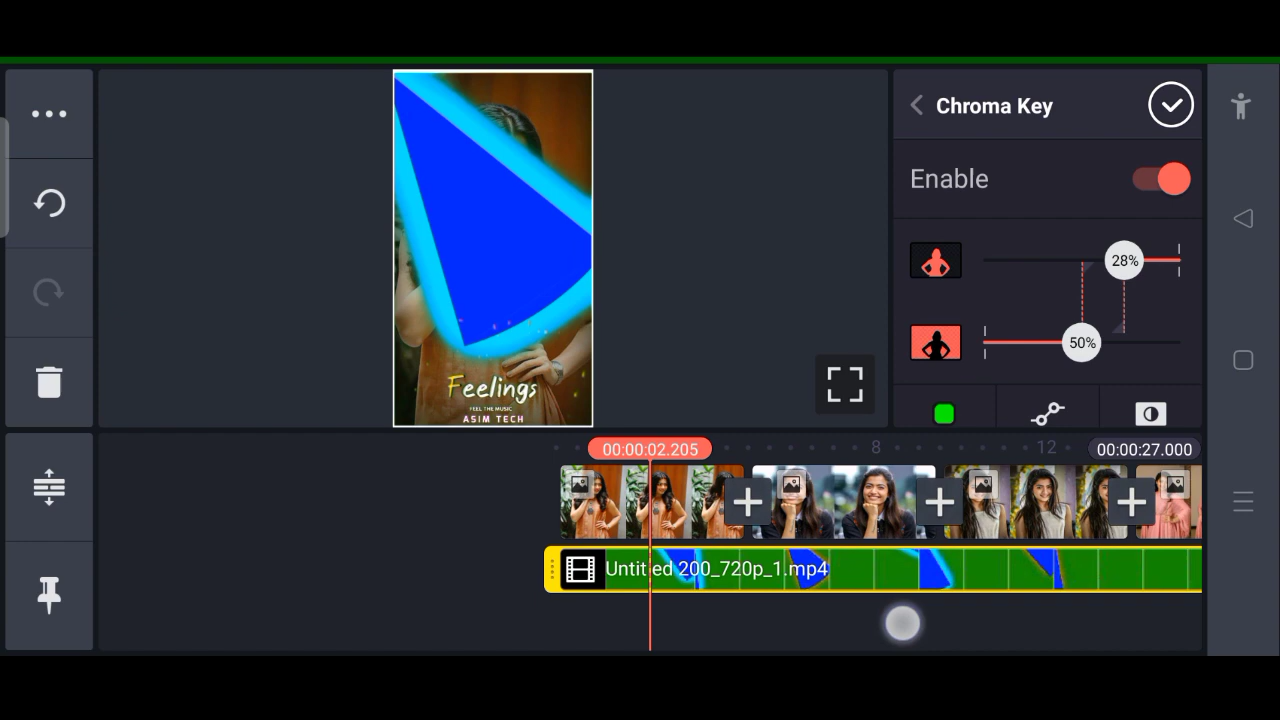 Chroma Key
Enable
28%
50%
Feelings
FEEL THE MUSIC
ASIM TECH
00:00:02.205
8
12
00:00:27.000
Untitled 200_720p_1.mp4